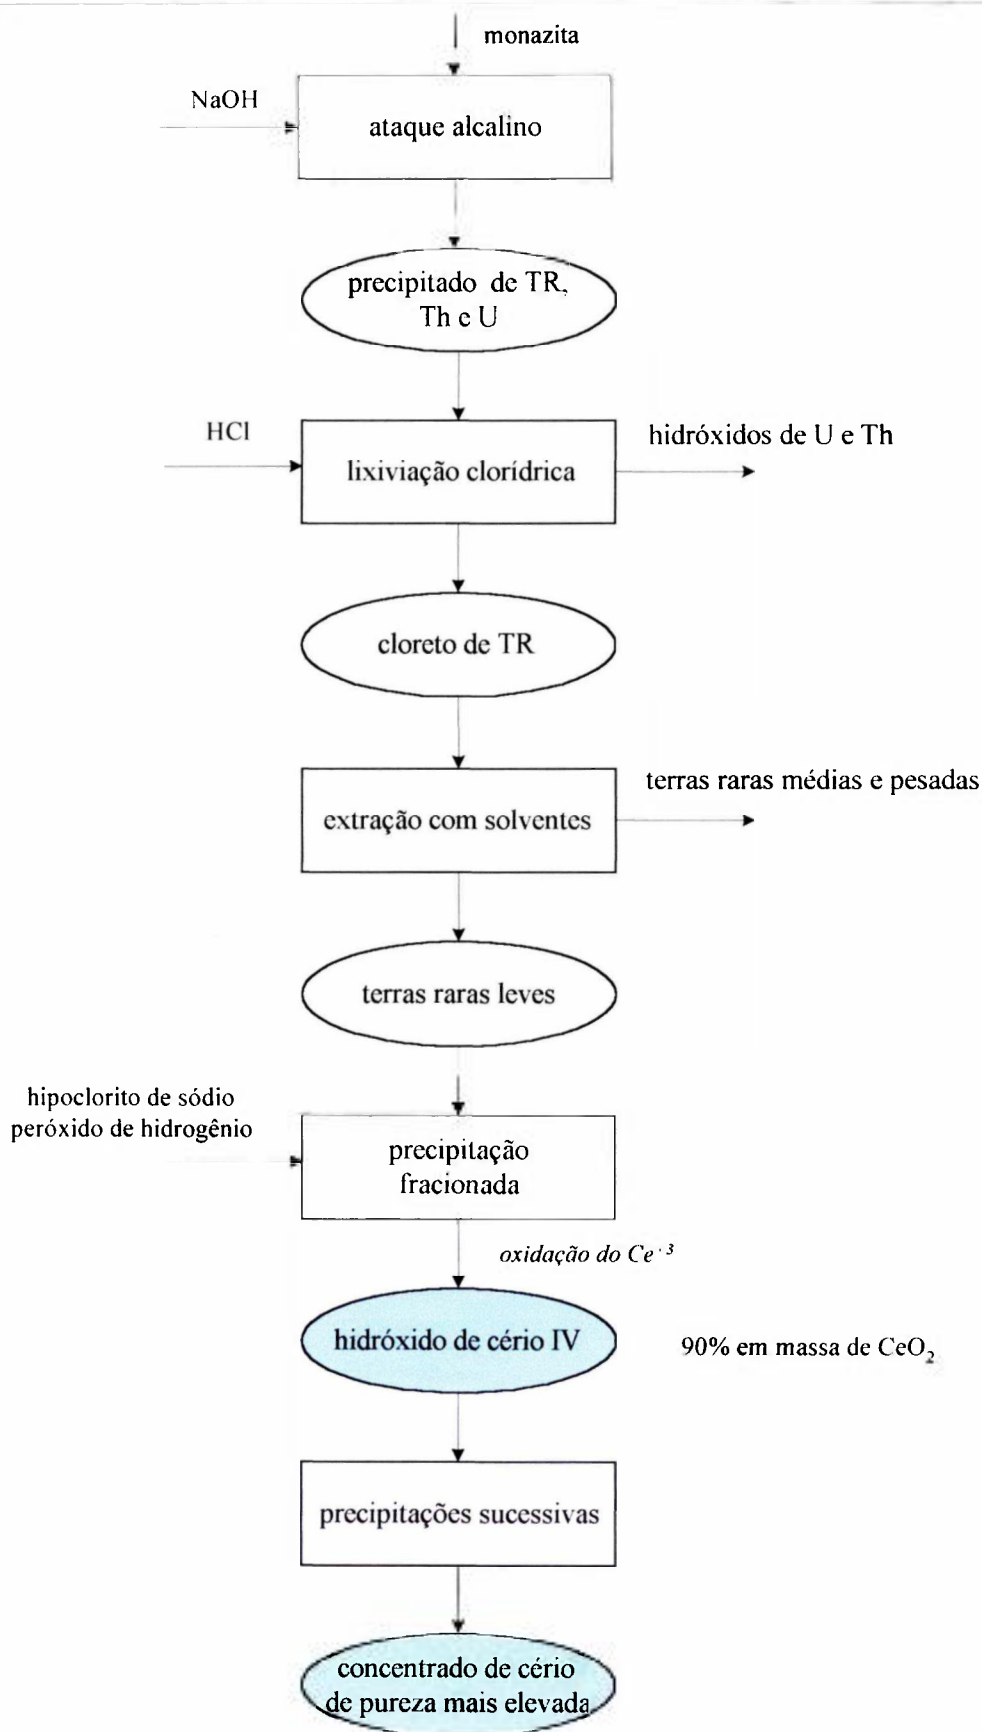 monazita
NaOH
ataque alcalino
precipitado de TR,
Th e U
HCl
hidróxidos de U e Th
lixiviação clorídrica
cloreto de TR
terras raras médias e pesadas
extração com solventes
terras raras leves
hipoclorito de sódio
peróxido de hidrogênio
precipitação
fracionada
oxidação do Ce⁺³
hidróxido de cério IV
90% em massa de CeO₂
precipitações sucessivas
concentrado de cério
de pureza mais elevada